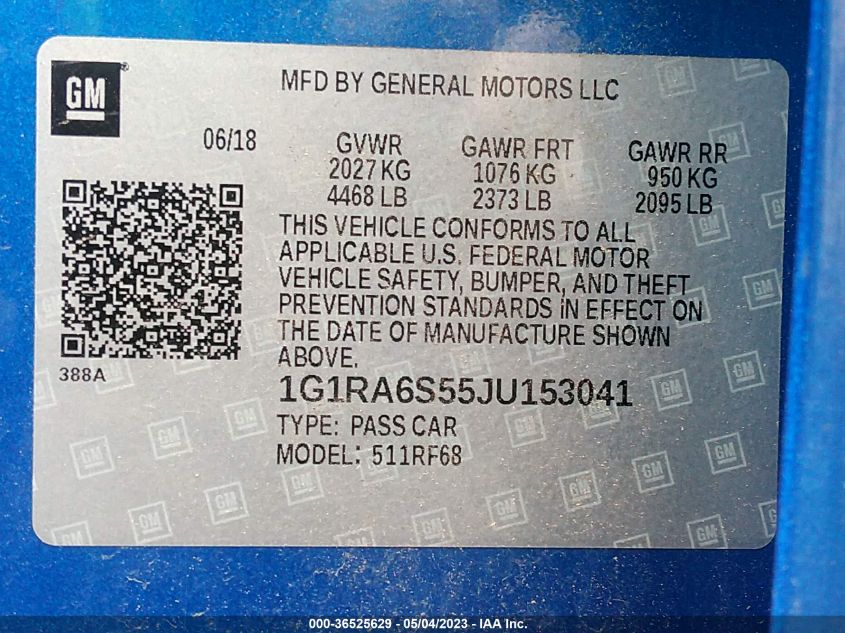 GM®
MFD BY GENERAL MOTORS LLC
06/18
GVWR
2027 KG
4468 LB
GAWR FRT
1076 KG
2373 LB
GAWR RR
950 KG
2095 LB
THIS VEHICLE CONFORMS TO ALL
APPLICABLE U.S. FEDERAL MOTOR
VEHICLE SAFETY, BUMPER, AND THEFT
PREVENTION STANDARDS IN EFFECT ON
THE DATE OF MANUFACTURE SHOWN
ABOVE.
388A
1G1RA6S55JU153041
TYPE: PASS CAR
MODEL: 511RF68
000-36525629 - 05/04/2023 - IAA Inc.